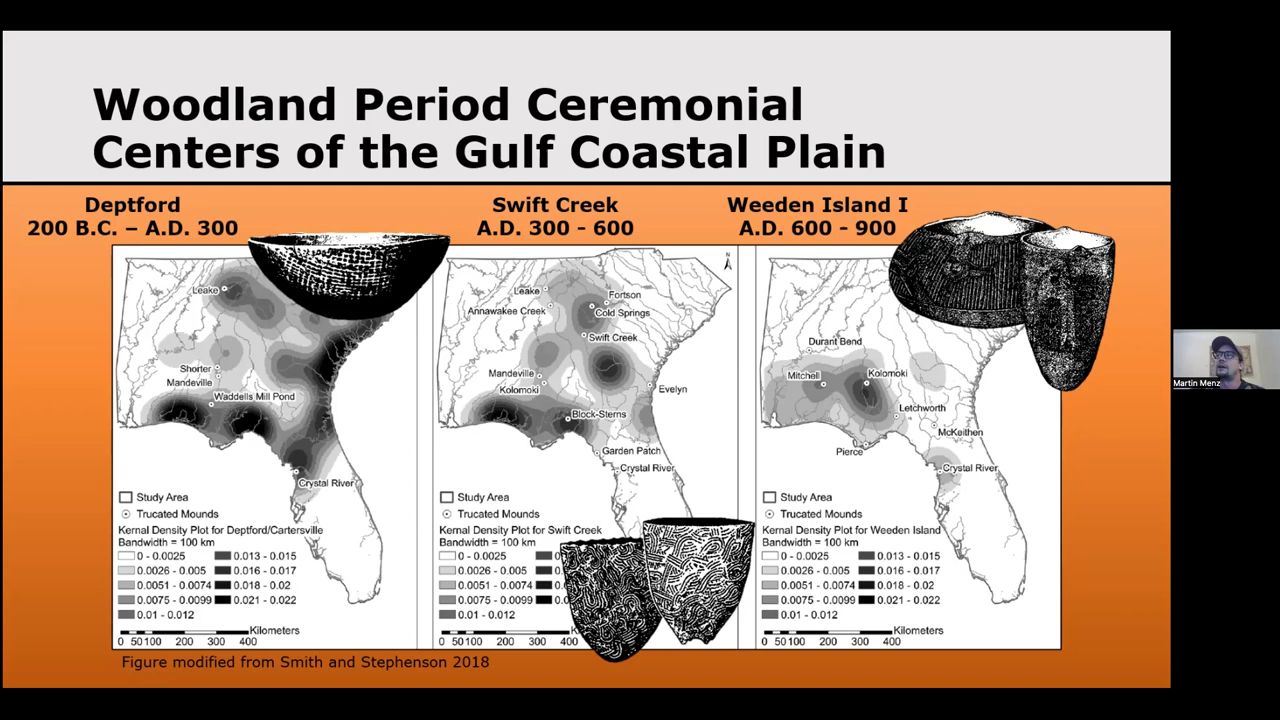 Woodland Period Ceremonial
Centers of the Gulf Coastal Plain
Deptford
200 B.C. – A.D. 300
Swift Creek
A.D. 300 - 600
Weeden Island I
A.D. 600 - 900
Leake
Shorter
Mandeville
Waddells Mill Pond
Crystal River
Study Area
Trucated Mounds
Kernal Density Plot for Deptford/Cartersville
Bandwidth = 100 km
0 - 0.0025
0.0026 - 0.005
0.0051 - 0.0074
0.0075 - 0.0099
0.01 - 0.012
0.013 - 0.015
0.016 - 0.017
0.018 - 0.02
0.021 - 0.022
Kilometers
0 50 100 200 300 400
N
Leake
Fortson
Annawakee Creek
Cold Springs
Swift Creek
Mandeville
Kolomoki
Evelyn
Block-Sterns
Garden Patch
Crystal River
Study Area
Trucated Mounds
Kernal Density Plot for Swift Creek
Bandwidth = 100 km
0 - 0.0025
0.0026 - 0.005
0.0051 - 0.0074
0.0075 - 0.0099
0.01 - 0.012
0 50 100 200 300 400
Durant Bend
Mitchell
Kolomoki
Letchworth
McKeithen
Pierce
Crystal River
Study Area
Trucated Mounds
Kernal Density Plot for Weeden Island
Bandwidth = 100 km
0 - 0.0025
0.0026 - 0.005
0.0051 - 0.0074
0.0075 - 0.0099
0.01 - 0.012
0.013 - 0.015
0.016 - 0.017
0.018 - 0.02
0.021 - 0.022
Kilometers
0 50 100 200 300 400
Figure modified from Smith and Stephenson 2018
Martin Menz